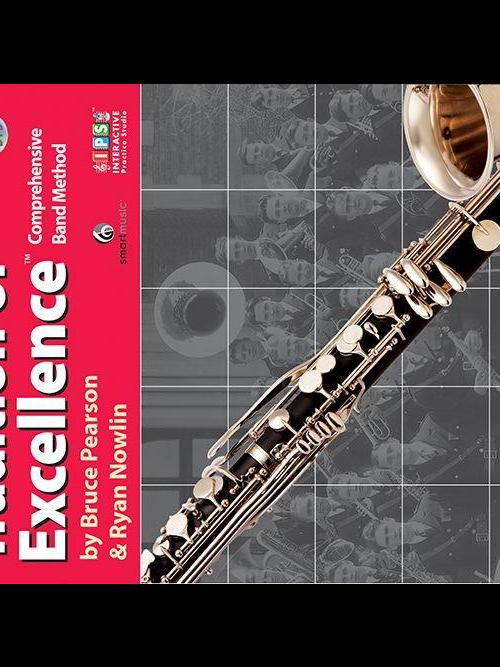 Excellence™
Comprehensive
Band Method
by Bruce Pearson
& Ryan Nowlin
IPS
INTERACTIVE
Practice Studio
smartmusic